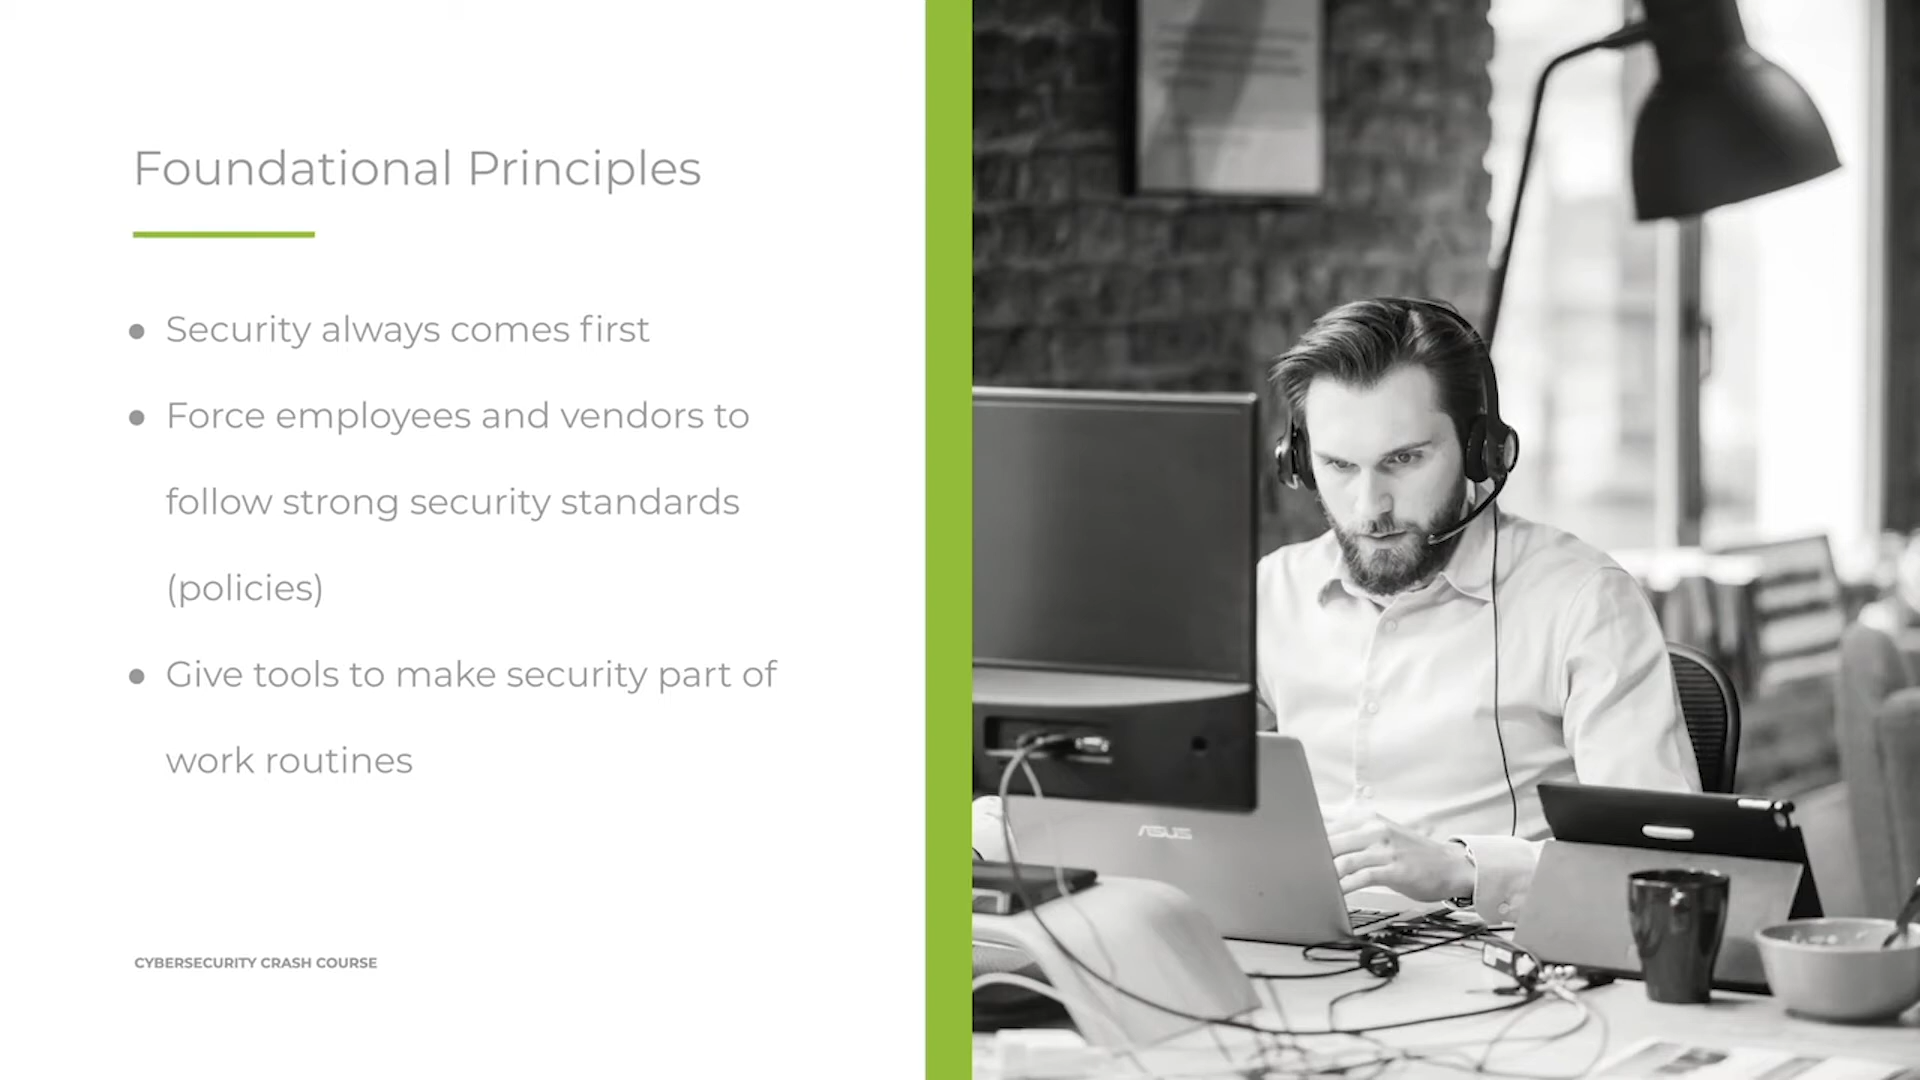 Foundational Principles
● Security always comes first
● Force employees and vendors to
follow strong security standards
(policies)
● Give tools to make security part of
work routines
CYBERSECURITY CRASH COURSE
ASUS